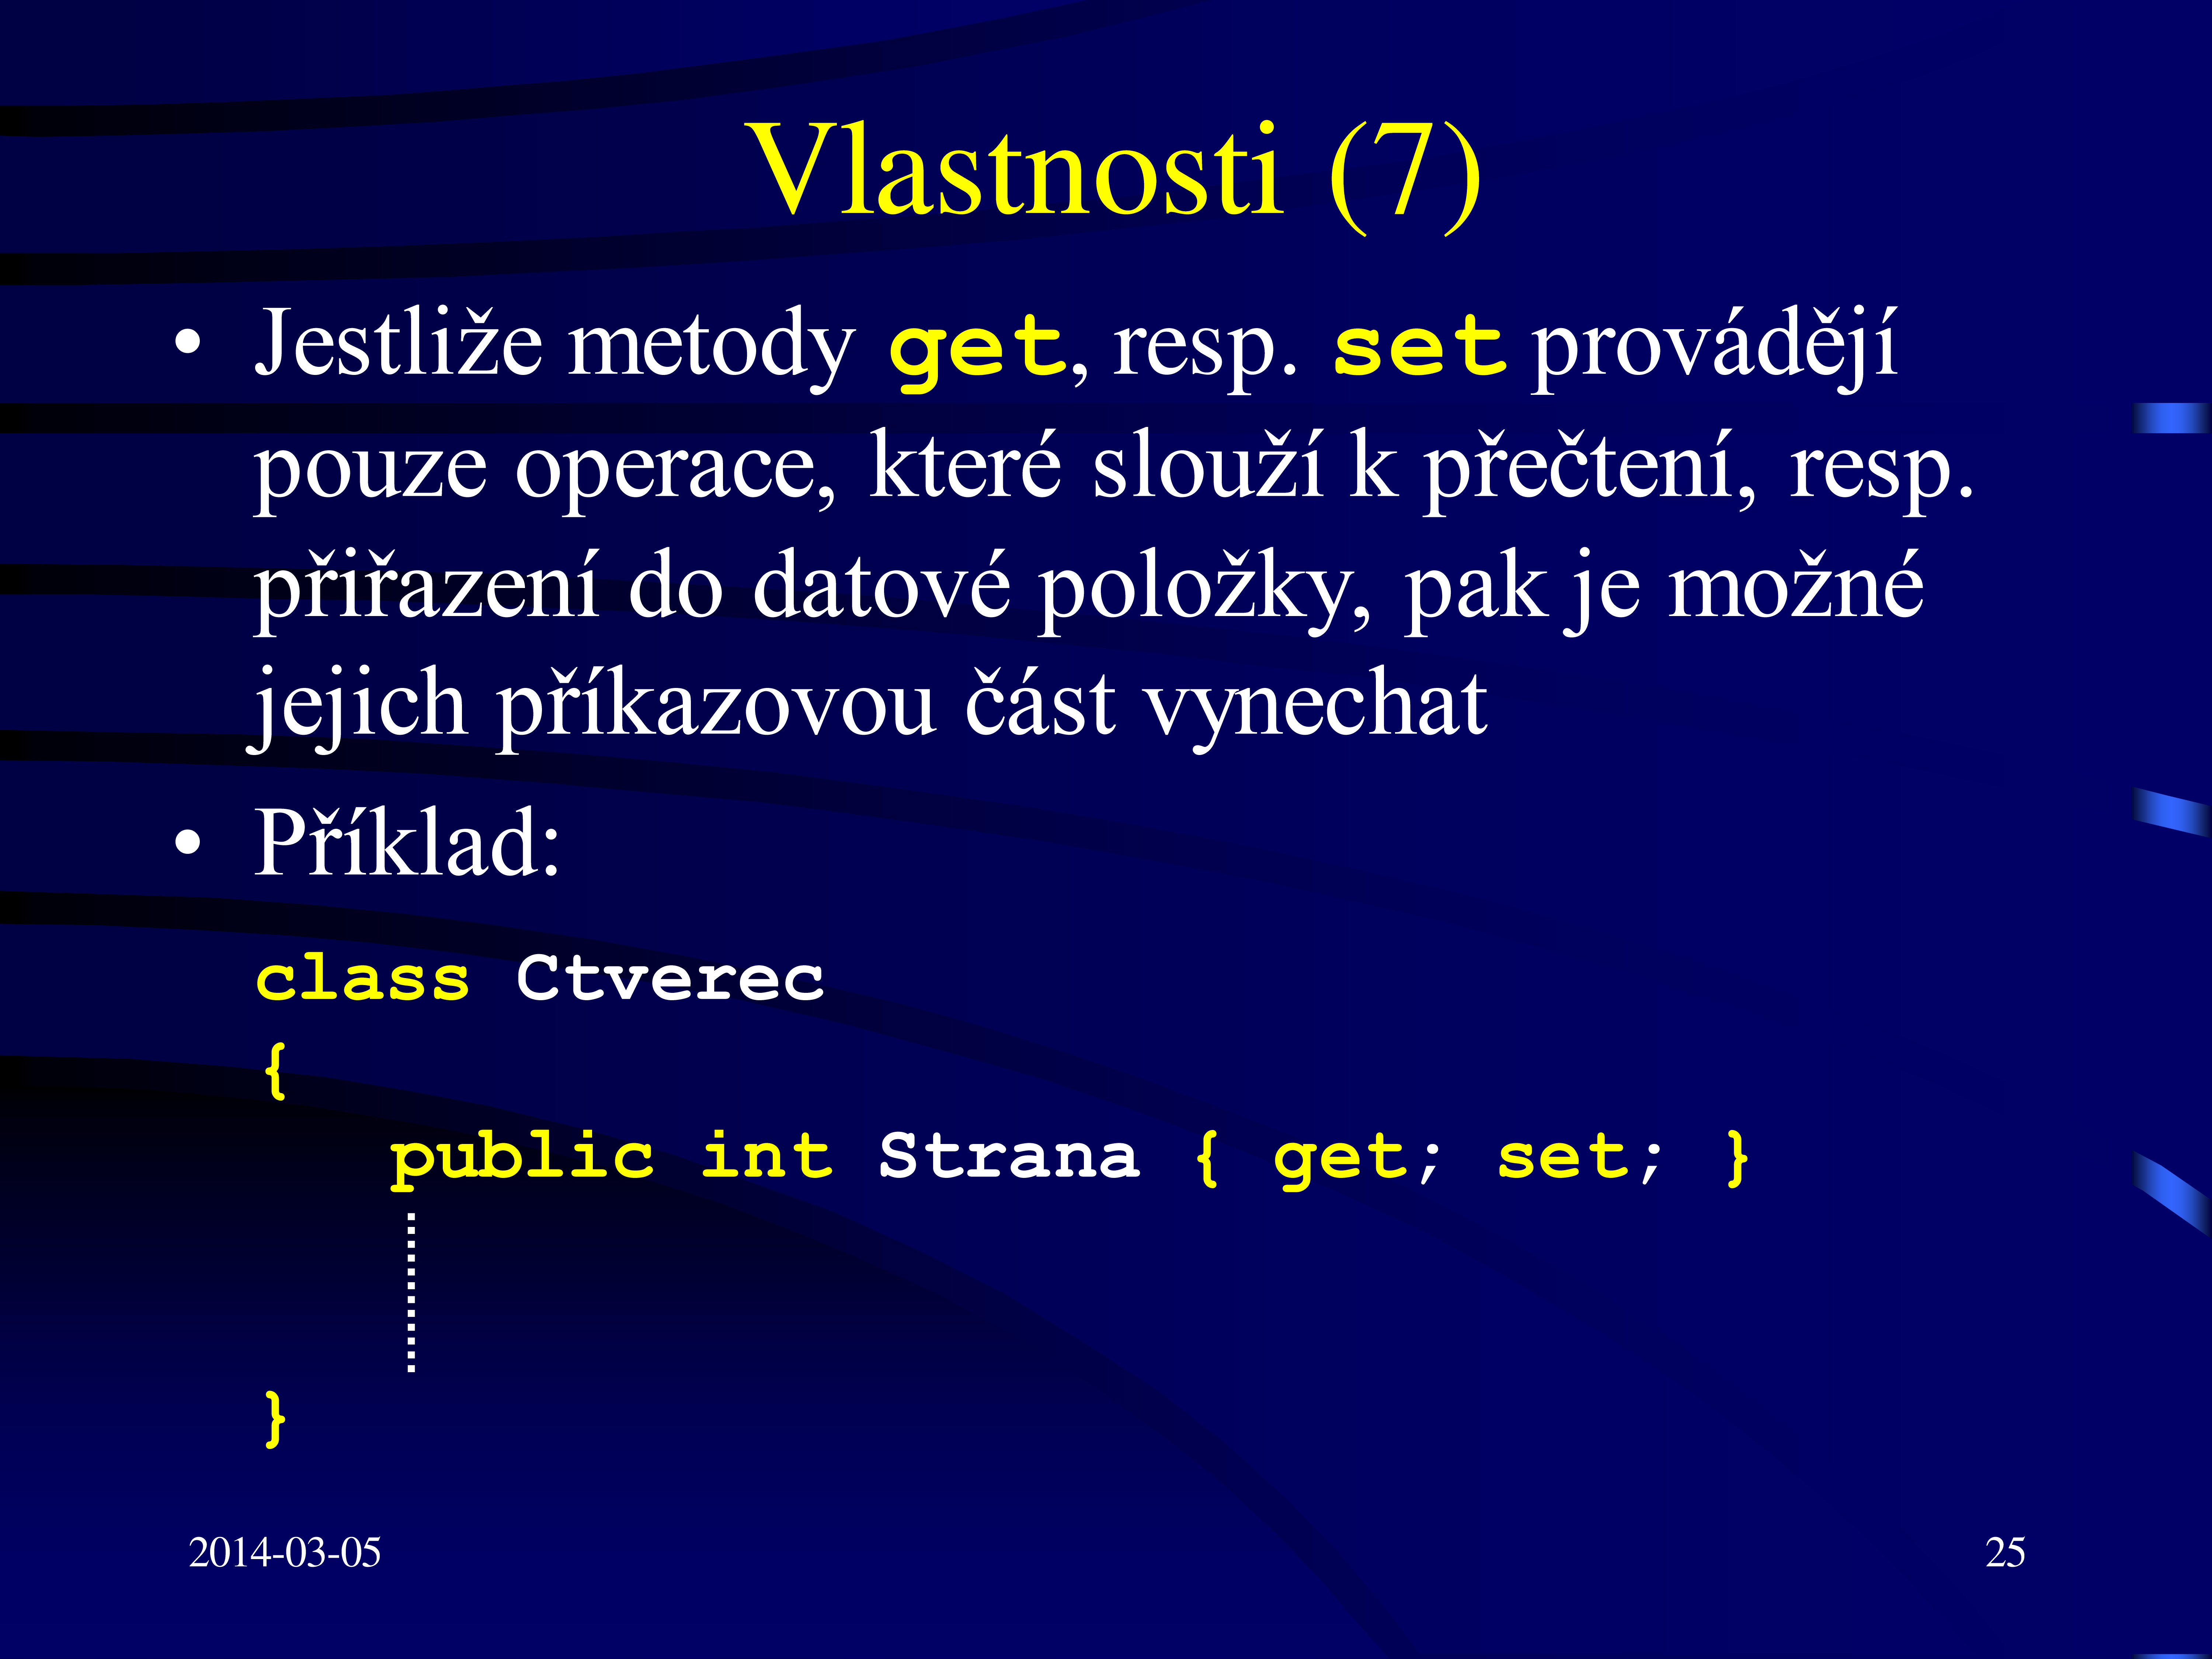 Vlastnosti (7)
• Jestliže metody get, resp. set provádějí
pouze operace, které slouží k přečtení, resp.
přiřazení do datové položky, pak je možné
jejich příkazovou část vynechat
• Příklad:
class Ctverec
{
public int Strana { get; set; }
}
2014-03-05
25